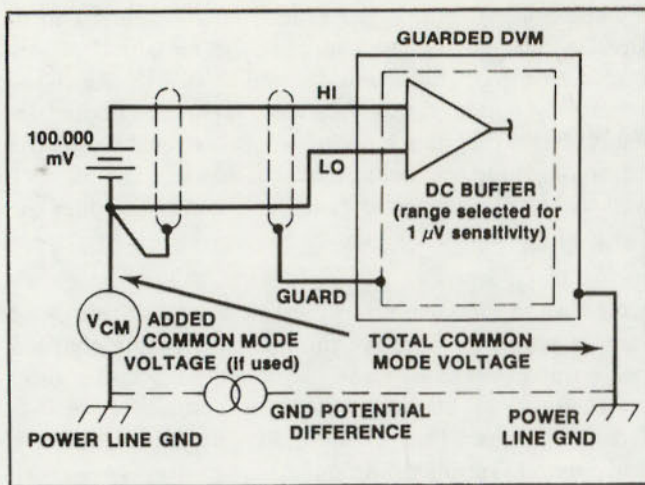 GUARDED DVM
HI
100.000
mV
LO
DC BUFFER
(range selected for
1 μV sensitivity)
GUARD
VCM
ADDED
COMMON MODE
VOLTAGE (if used)
TOTAL COMMON
MODE VOLTAGE
GND POTENTIAL
DIFFERENCE
POWER LINE GND
POWER
LINE GND